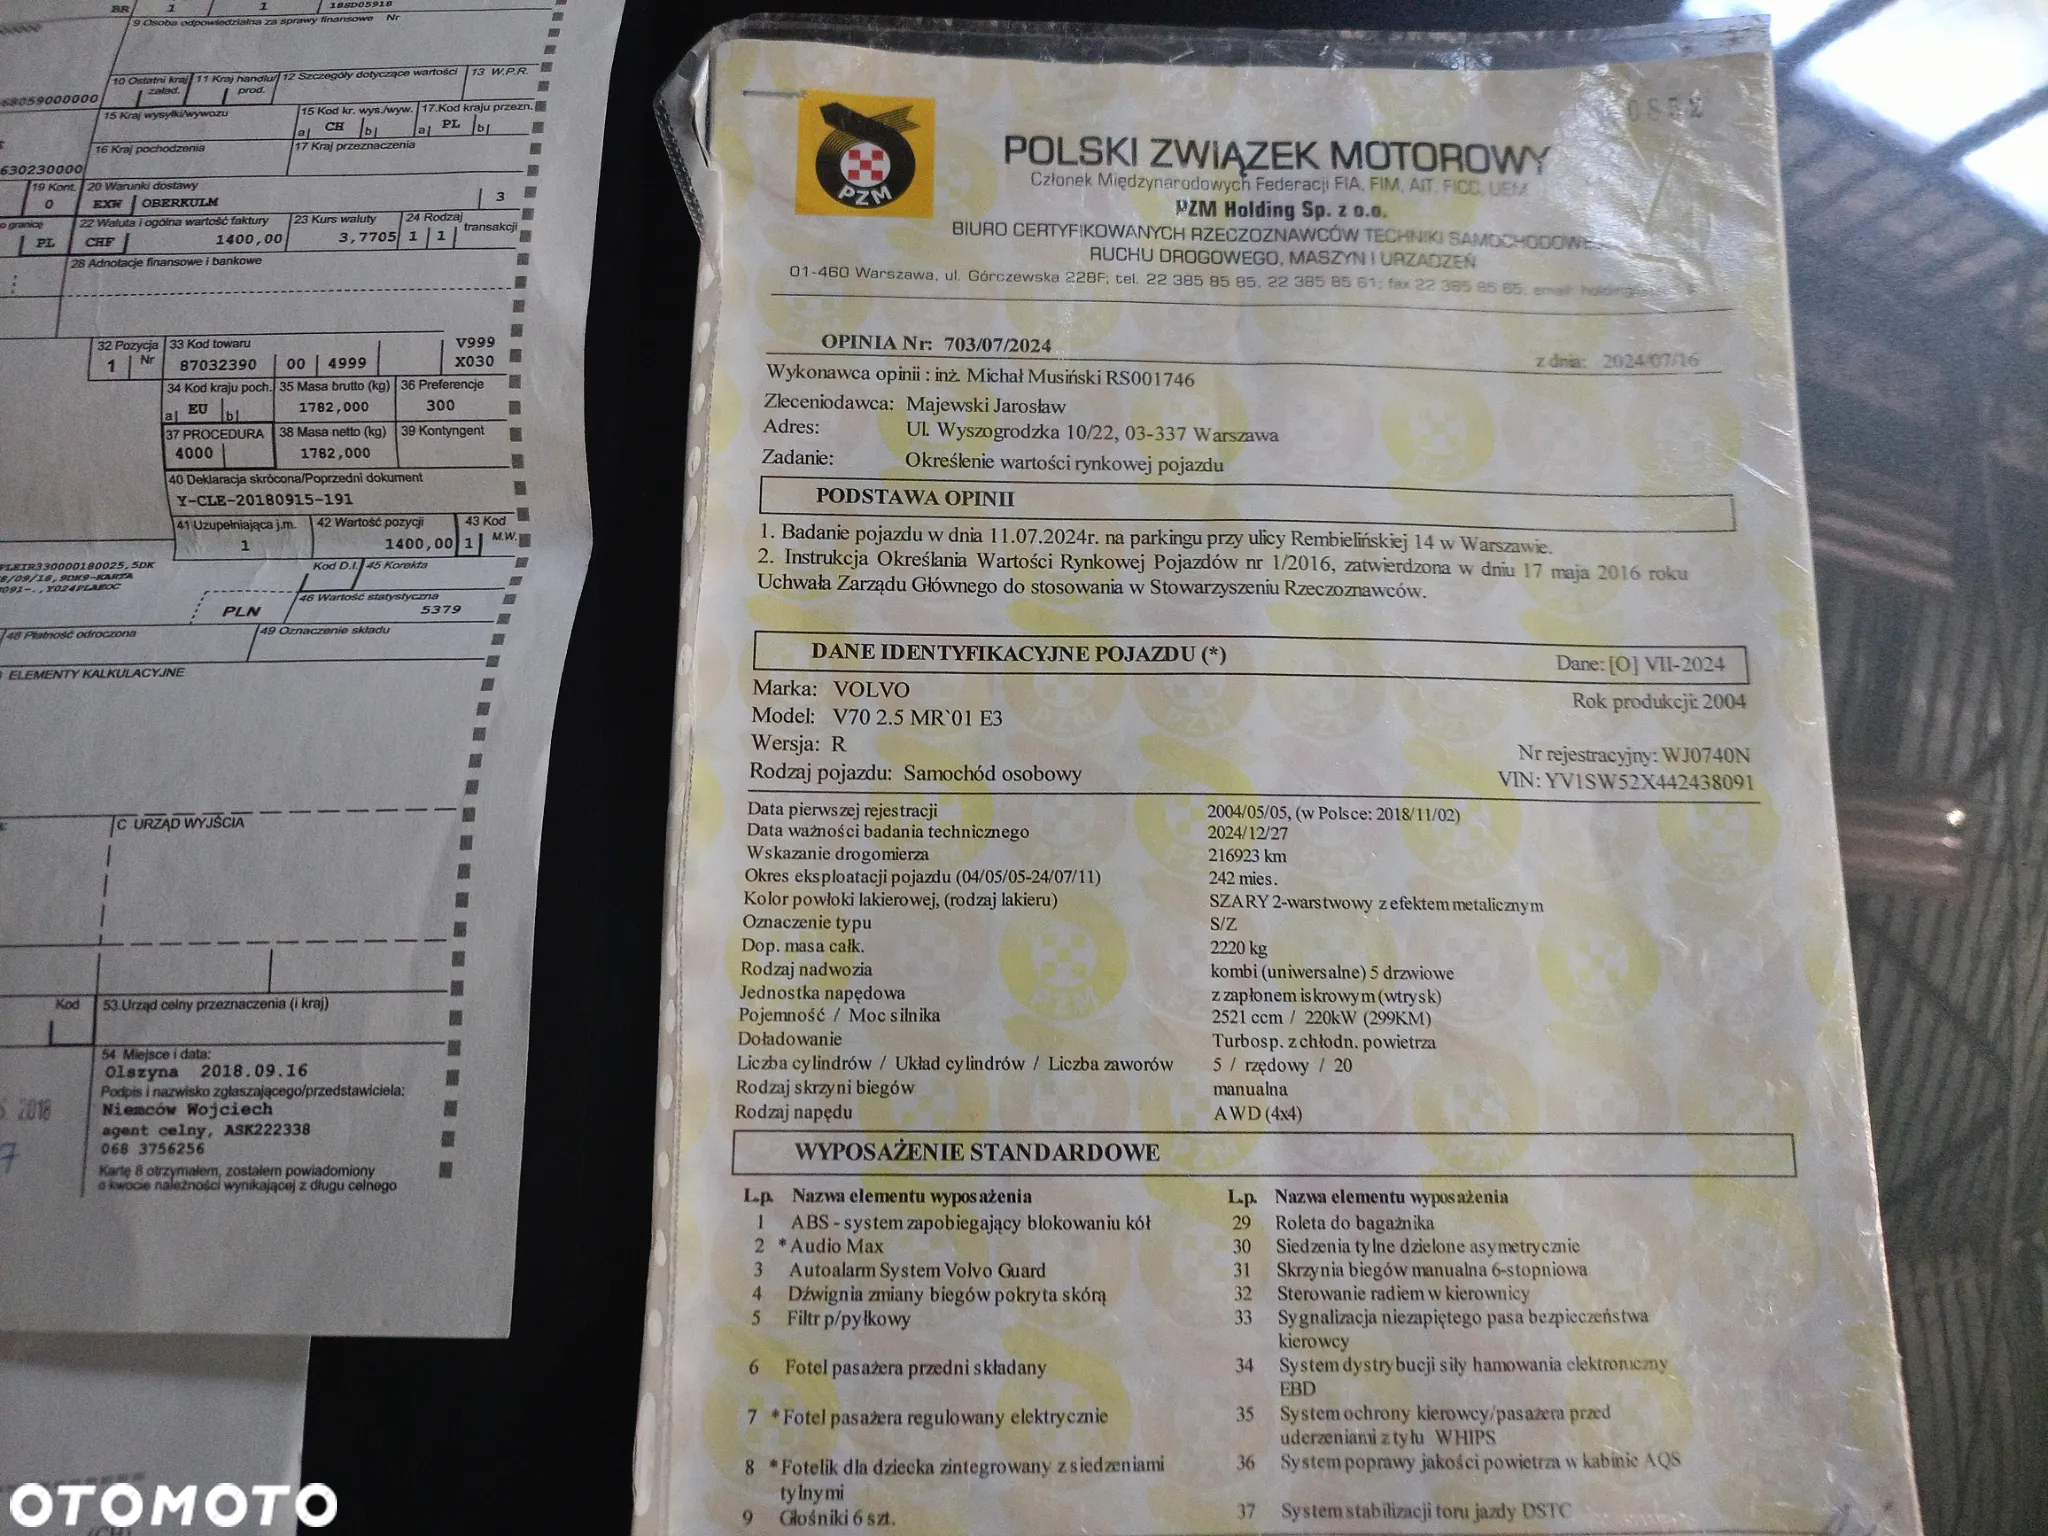 BR 1 1 18SD05918
9 Osoba odpowiedzialna za sprawy finansowe Nr
10 Ostatni kraj załad. 11 Kraj handlu/ prod. 12 Szczegóły dotyczące wartości 13 W.P.R.
68059000000
15 Kraj wysyłki/wywozu 15 Kod kr. wys./wyw. 17.Kod kraju przezn.
a| CH b| a| PL b|
16 Kraj pochodzenia 17 Kraj przeznaczenia
630230000
19 Kont. 20 Warunki dostawy
0 EXW OBERKULM 3
22 Waluta i ogólna wartość faktury 23 Kurs waluty 24 Rodzaj transakcji
PL CHF 1400,00 3,7705 1 1
28 Adnotacje finansowe i bankowe
32 Pozycja 33 Kod towaru V999
1 Nr 87032390 00 4999 X030
34 Kod kraju poch. 35 Masa brutto (kg) 36 Preferencje
a| EU b| 1782,000 300
37 PROCEDURA 38 Masa netto (kg) 39 Kontyngent
4000 1782,000
40 Deklaracja skrócona/Poprzedni dokument
Y-CLE-20180915-191
41 Uzupełniająca j.m. 42 Wartość pozycji 43 Kod M.W.
1 1400,00 1
PLEIR330000180025,5DK Kod D.I. 45 Korekta
8/09/18,9DK9-KARTA
091-.,Y024PLAEOC
46 Wartość statystyczna
PLN 5379
48 Płatność odroczona 49 Oznaczenie składu
ELEMENTY KALKULACYJNE
C URZĄD WYJŚCIA
Kod 53.Urząd celny przeznaczenia (i kraj)
54 Miejsce i data:
Olszyna 2018.09.16
Podpis i nazwisko zgłaszającego/przedstawiciela:
2018 Niemców Wojciech
agent celny, ASK222338
068 3756256
Kartę 8 otrzymałem, zostałem powiadomiony
o kwocie należności wynikającej z długu celnego
OTOMOTO
PZM
POLSKI ZWIĄZEK MOTOROWY
Członek Międzynarodowych Federacji FIA, FIM, AIT, FICC, UEM
PZM Holding Sp. z o.o.
BIURO CERTYFIKOWANYCH RZECZOZNAWCÓW TECHNIKI SAMOCHODOWEJ
RUCHU DROGOWEGO, MASZYN I URZĄDZEŃ
01-460 Warszawa, ul. Górczewska 228F; tel. 22 385 85 85, 22 385 85 61; fax 22 385 85 65; email:
OPINIA Nr: 703/07/2024 z dnia: 2024/07/16
Wykonawca opinii : inż. Michał Musiński RS001746
Zleceniodawca: Majewski Jarosław
Adres: Ul. Wyszogrodzka 10/22, 03-337 Warszawa
Zadanie: Określenie wartości rynkowej pojazdu
PODSTAWA OPINII
1. Badanie pojazdu w dnia 11.07.2024r. na parkingu przy ulicy Rembielińskiej 14 w Warszawie.
2. Instrukcja Określania Wartości Rynkowej Pojazdów nr 1/2016, zatwierdzona w dniu 17 maja 2016 roku
Uchwała Zarządu Głównego do stosowania w Stowarzyszeniu Rzeczoznawców.
DANE IDENTYFIKACYJNE POJAZDU (*) Dane: [O] VII-2024
Marka: VOLVO Rok produkcji: 2004
Model: V70 2.5 MR`01 E3
Wersja: R Nr rejestracyjny: WJ0740N
Rodzaj pojazdu: Samochód osobowy VIN: YV1SW52X442438091
Data pierwszej rejestracji 2004/05/05, (w Polsce: 2018/11/02)
Data ważności badania technicznego 2024/12/27
Wskazanie drogomierza 216923 km
Okres eksploatacji pojazdu (04/05/05-24/07/11) 242 mies.
Kolor powłoki lakierowej, (rodzaj lakieru) SZARY 2-warstwowy z efektem metalicznym
Oznaczenie typu S/Z
Dop. masa całk. 2220 kg
Rodzaj nadwozia kombi (uniwersalne) 5 drzwiowe
Jednostka napędowa z zapłonem iskrowym (wtrysk)
Pojemność / Moc silnika 2521 ccm / 220kW (299KM)
Doładowanie Turbosp. z chłodn. powietrza
Liczba cylindrów / Układ cylindrów / Liczba zaworów 5 / rzędowy / 20
Rodzaj skrzyni biegów manualna
Rodzaj napędu AWD (4x4)
WYPOSAŻENIE STANDARDOWE
L.p. Nazwa elementu wyposażenia L.p. Nazwa elementu wyposażenia
1 ABS - system zapobiegający blokowaniu kół 29 Roleta do bagażnika
2 *Audio Max 30 Siedzenia tylne dzielone asymetrycznie
3 Autoalarm System Volvo Guard 31 Skrzynia biegów manualna 6-stopniowa
4 Dźwignia zmiany biegów pokryta skórą 32 Sterowanie radiem w kierownicy
5 Filtr p/pyłkowy 33 Sygnalizacja niezapiętego pasa bezpieczeństwa
kierowcy
6 Fotel pasażera przedni składany 34 System dystrybucji siły hamowania elektroniczny
EBD
7 *Fotel pasażera regulowany elektrycznie 35 System ochrony kierowcy/pasażera przed
uderzeniami z tyłu WHIPS
8 *Fotelik dla dziecka zintegrowany z siedzeniami 36 System poprawy jakości powietrza w kabinie AQS
tylnymi
9 Głośniki 6 szt. 37 System stabilizacji toru jazdy DSTC